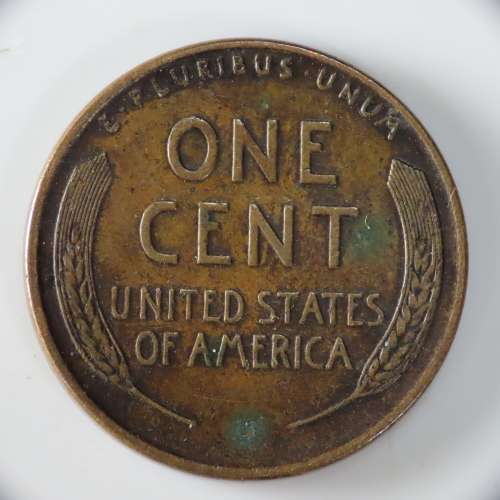 E·PLURIBUS·UNUM
ONE
CENT
UNITED STATES
OF AMERICA